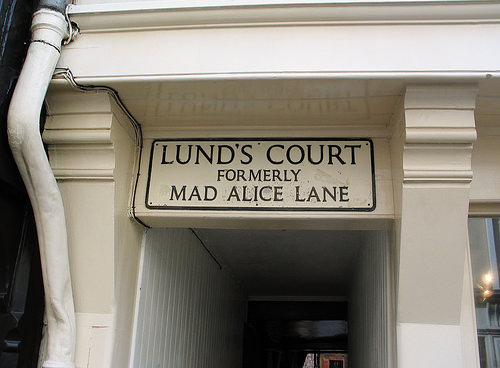 LUND'S COURT
FORMERLY
MAD ALICE LANE